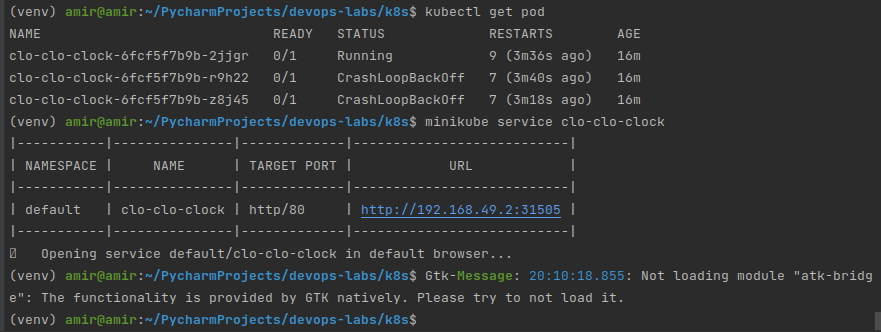 (venv) amir@amir:~/PycharmProjects/devops-labs/k8s$ kubectl get pod
NAME                             READY   STATUS             RESTARTS        AGE
clo-clo-clock-6fcf5f7b9b-2jjgr   0/1     Running            9 (3m36s ago)   16m
clo-clo-clock-6fcf5f7b9b-r9h22   0/1     CrashLoopBackOff   7 (3m40s ago)   16m
clo-clo-clock-6fcf5f7b9b-z8j45   0/1     CrashLoopBackOff   7 (3m18s ago)   16m
(venv) amir@amir:~/PycharmProjects/devops-labs/k8s$ minikube service clo-clo-clock
|-----------|---------------|-------------|---------------------------|
| NAMESPACE |     NAME      | TARGET PORT |            URL            |
|-----------|---------------|-------------|---------------------------|
| default   | clo-clo-clock | http/80     | http://192.168.49.2:31505 |
|-----------|---------------|-------------|---------------------------|
Opening service default/clo-clo-clock in default browser...
(venv) amir@amir:~/PycharmProjects/devops-labs/k8s$ Gtk-Message: 20:10:18.855: Not loading module "atk-bridg
e": The functionality is provided by GTK natively. Please try to not load it.
(venv) amir@amir:~/PycharmProjects/devops-labs/k8s$